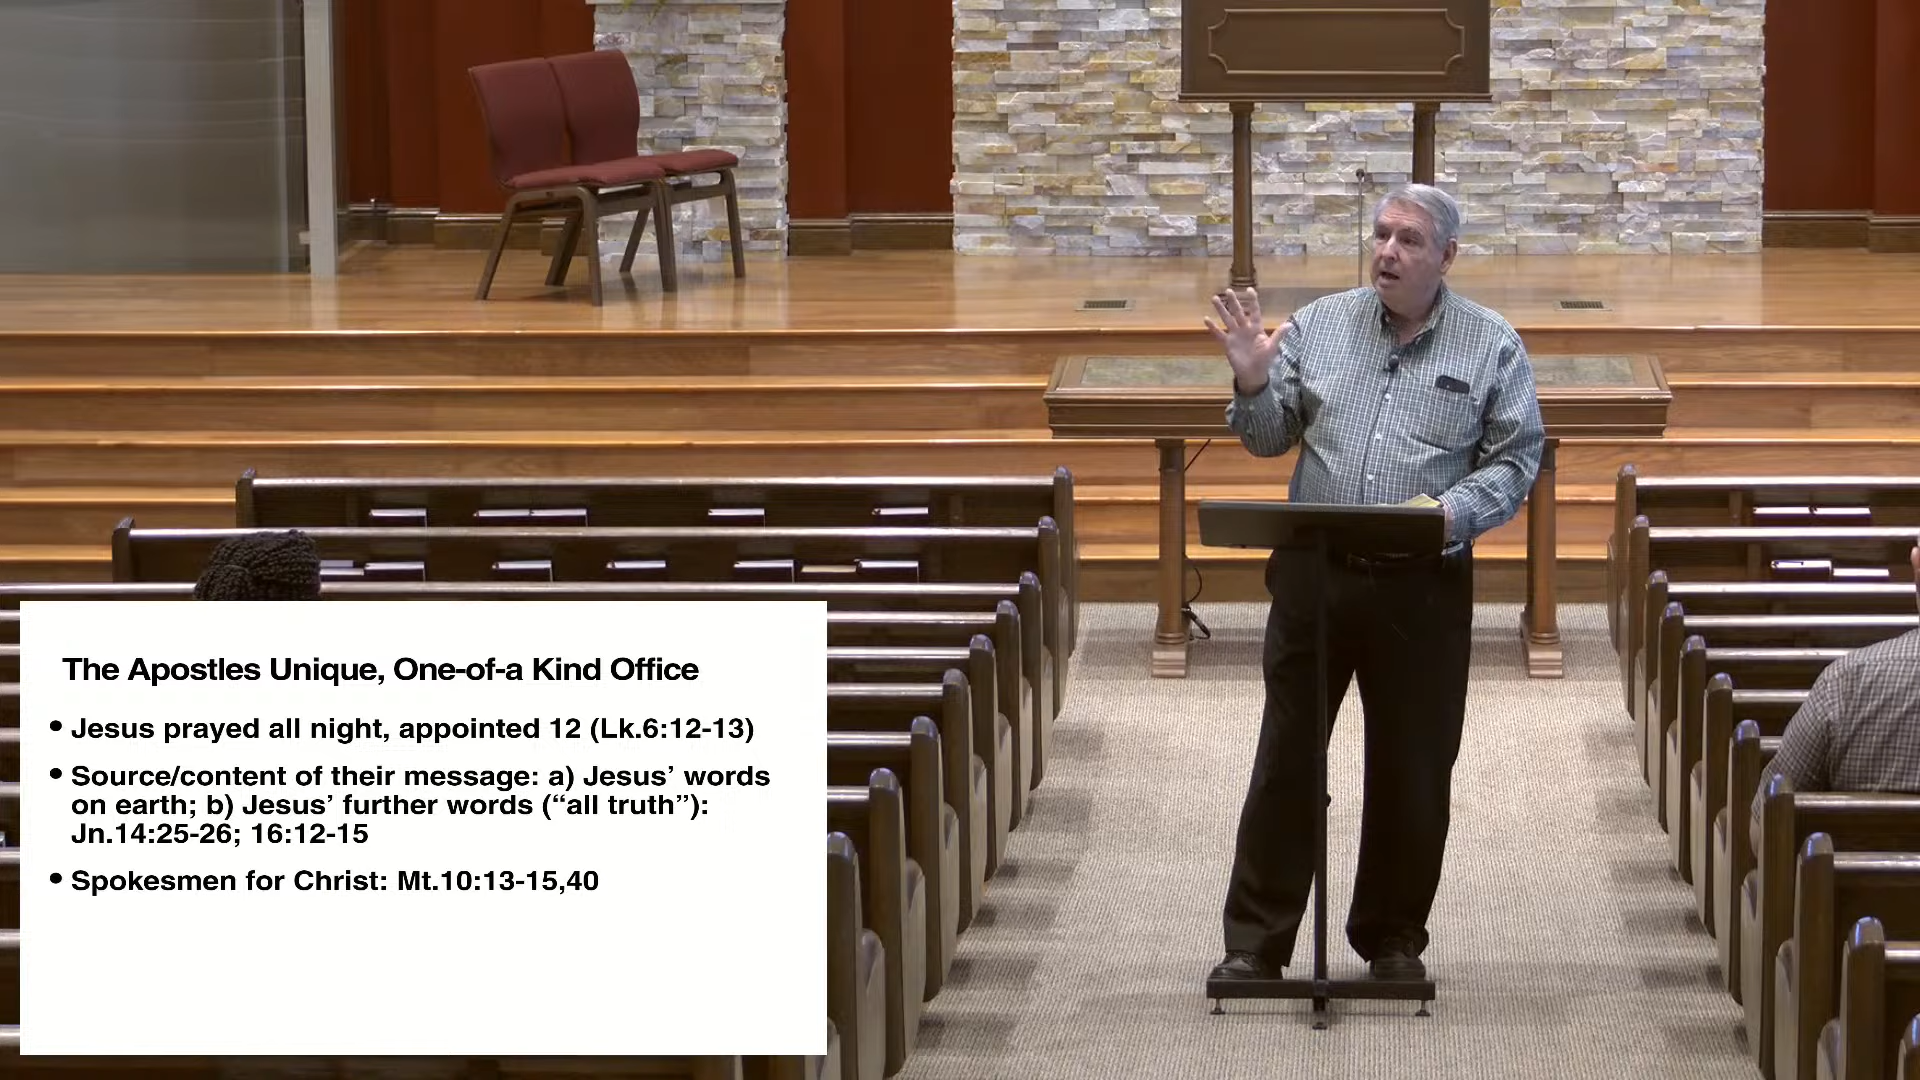 The Apostles Unique, One-of-a Kind Office
• Jesus prayed all night, appointed 12 (Lk.6:12-13)
• Source/content of their message: a) Jesus’ words
on earth; b) Jesus’ further words (“all truth”):
Jn.14:25-26; 16:12-15
• Spokesmen for Christ: Mt.10:13-15,40